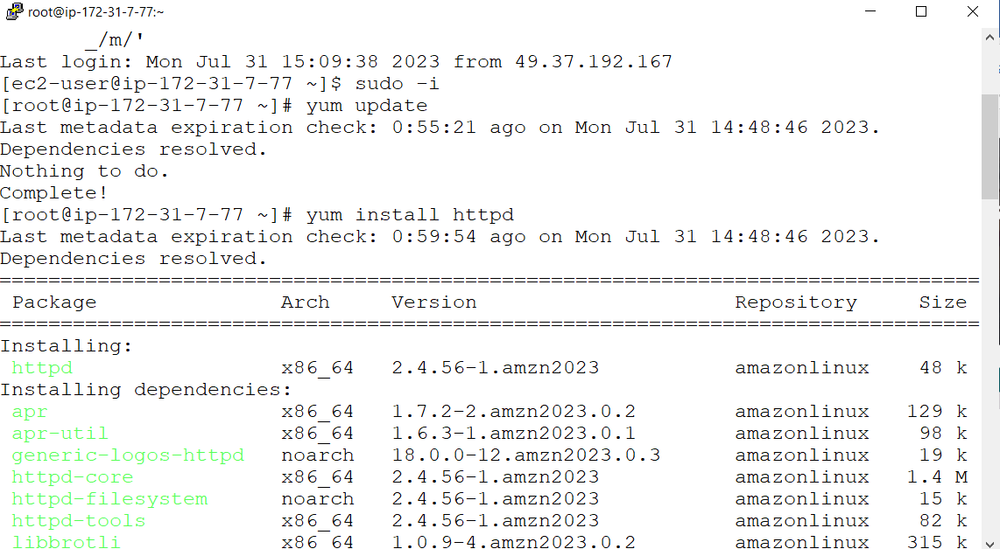 root@ip-172-31-7-77:~
_/m/'
Last login: Mon Jul 31 15:09:38 2023 from 49.37.192.167
[ec2-user@ip-172-31-7-77 ~]$ sudo -i
[root@ip-172-31-7-77 ~]# yum update
Last metadata expiration check: 0:55:21 ago on Mon Jul 31 14:48:46 2023.
Dependencies resolved.
Nothing to do.
Complete!
[root@ip-172-31-7-77 ~]# yum install httpd
Last metadata expiration check: 0:59:54 ago on Mon Jul 31 14:48:46 2023.
Dependencies resolved.
================================================================================
Package Arch Version Repository Size
================================================================================
Installing:
httpd x86_64 2.4.56-1.amzn2023 amazonlinux 48 k
Installing dependencies:
apr x86_64 1.7.2-2.amzn2023.0.2 amazonlinux 129 k
apr-util x86_64 1.6.3-1.amzn2023.0.1 amazonlinux 98 k
generic-logos-httpd noarch 18.0.0-12.amzn2023.0.3 amazonlinux 19 k
httpd-core x86_64 2.4.56-1.amzn2023 amazonlinux 1.4 M
httpd-filesystem noarch 2.4.56-1.amzn2023 amazonlinux 15 k
httpd-tools x86_64 2.4.56-1.amzn2023 amazonlinux 82 k
libbrotli x86_64 1.0.9-4.amzn2023.0.2 amazonlinux 315 k